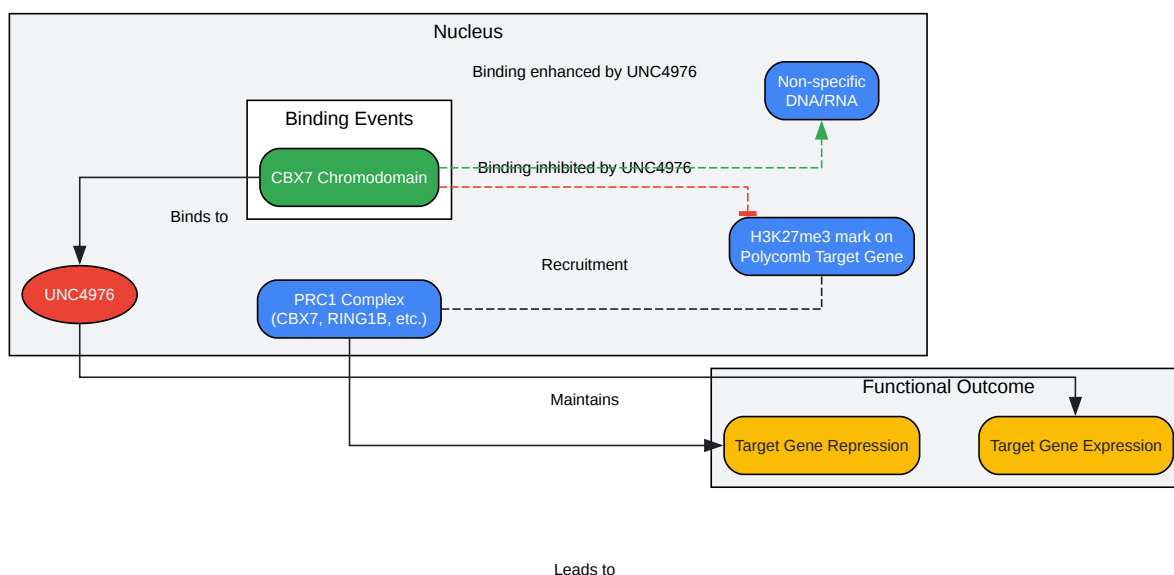 Nucleus
Binding enhanced by UNC4976
Non-specific
DNA/RNA
Binding Events
CBX7 Chromodomain
Binding inhibited by UNC4976
Binds to
H3K27me3 mark on
Polycomb Target Gene
Recruitment
UNC4976
PRC1 Complex
(CBX7, RING1B, etc.)
Functional Outcome
Maintains
Target Gene Repression
Target Gene Expression
Leads to